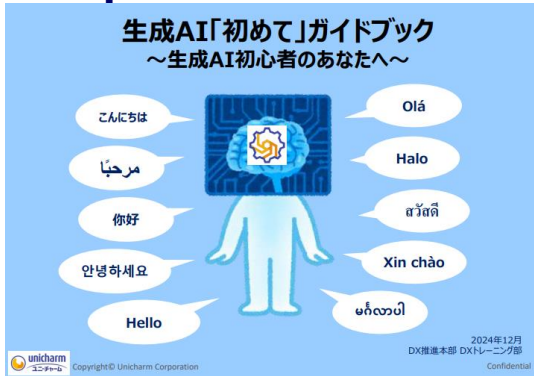 生成AI「初めて」ガイドブック
～生成AI初心者のあなたへ～
こんにちは
مرحبًا
你好
안녕하세요
Hello
Olá
Halo
สวัสดี
Xin chào
မင်္ဂလာပါ
2024年12月
DX推進本部 DXトレーニング部
unicharm
ユニ・チャーム
Copyright© Unicharm Corporation
Confidential